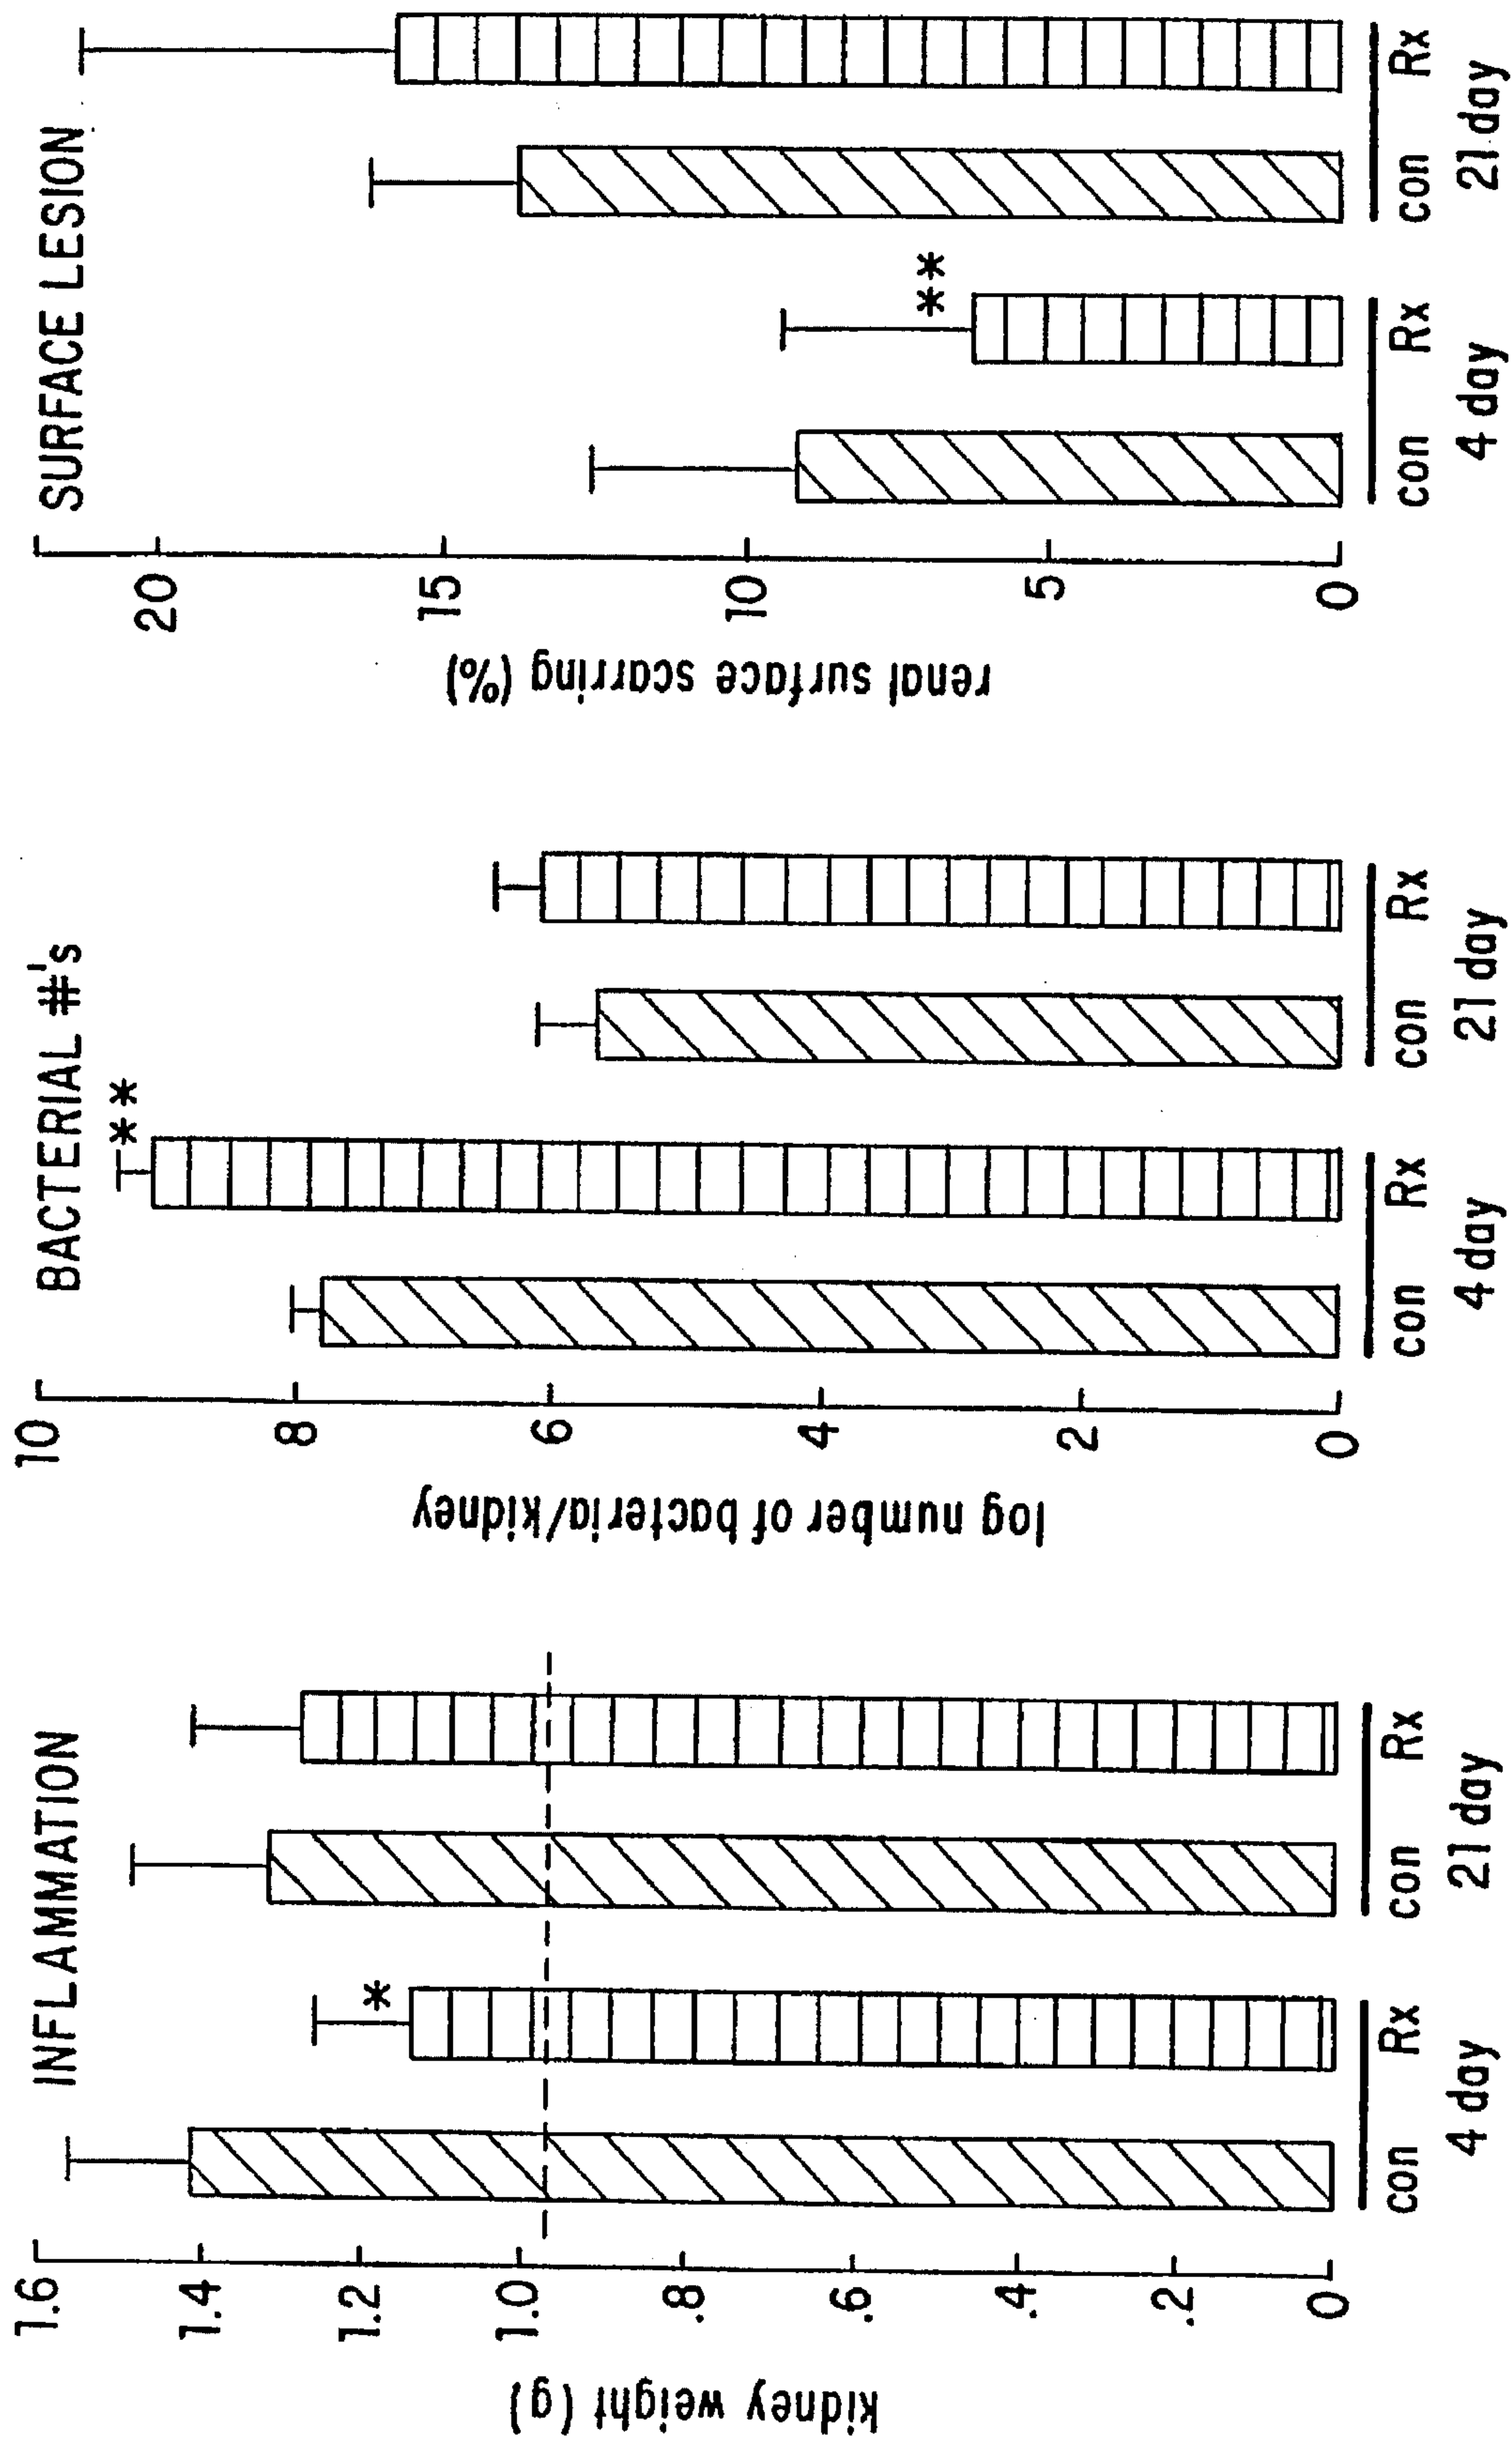 INFLAMMATION
kidney weight (g)
1.6
1.4
1.2
1.0
.8
.6
.4
.2
0
*
con Rx con Rx
4 day 21 day
BACTERIAL #'s
log number of bacteria/kidney
10
8
6
4
2
0
**
con Rx con Rx
4 day 21 day
SURFACE LESION
renal surface scarring (%)
20
15
10
5
0
**
con Rx con Rx
4 day 21 day